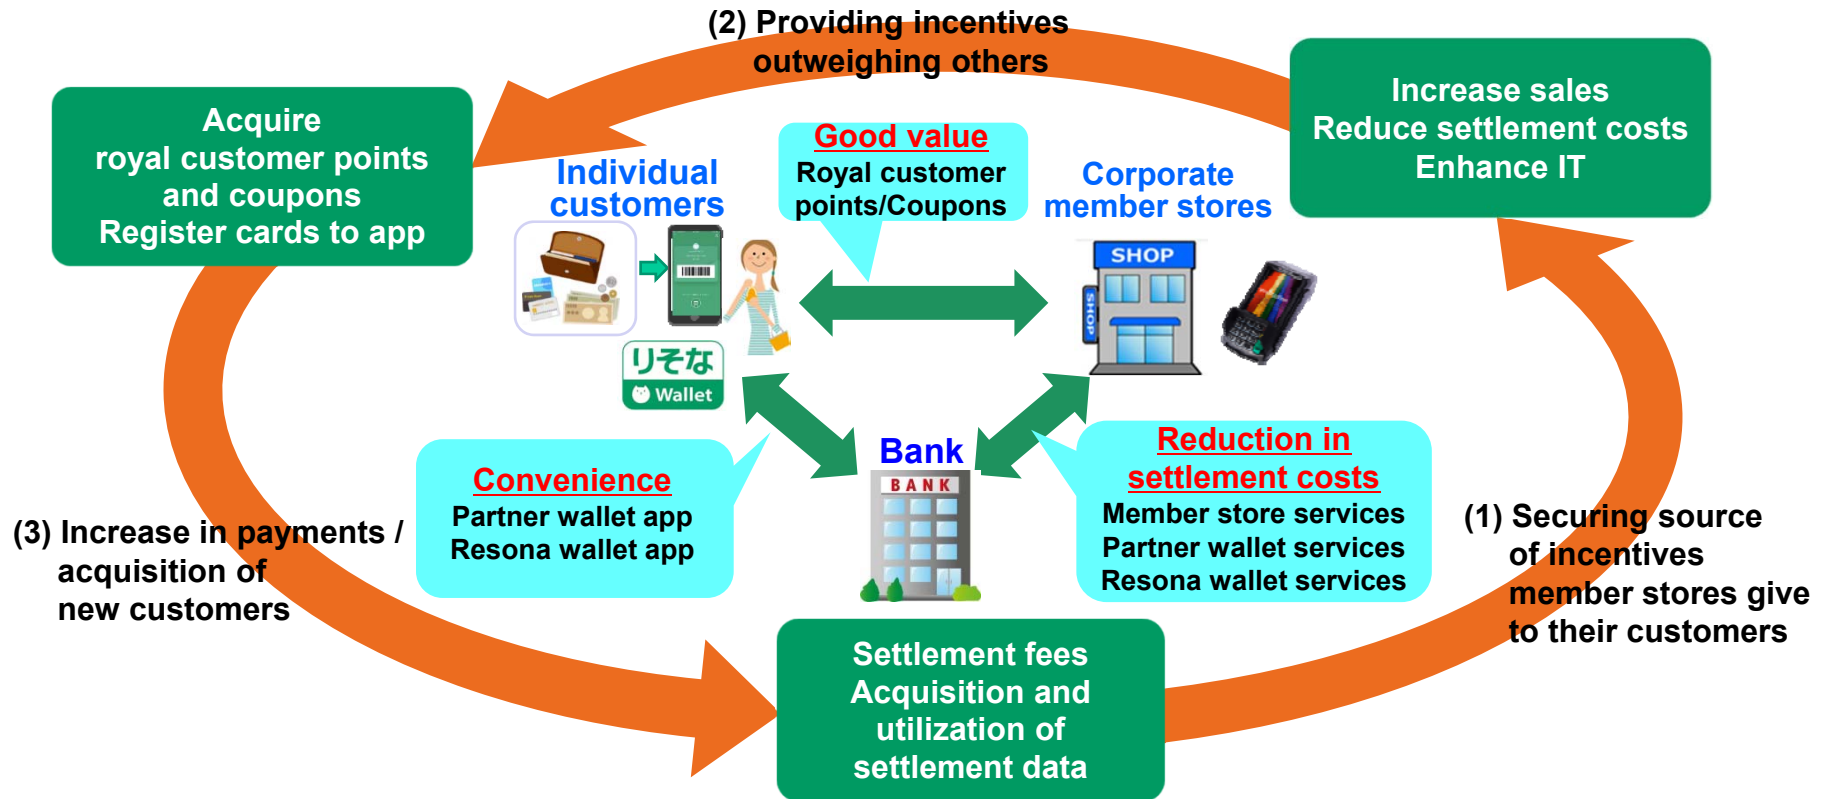 (2) Providing incentives
outweighing others
Acquire
royal customer points
and coupons
Register cards to app
Increase sales
Reduce settlement costs
Enhance IT
Good value
Royal customer
points/Coupons
Individual
customers
Corporate
member stores
SHOP
SHOP
りそな
Wallet
Bank
BANK
Convenience
Partner wallet app
Resona wallet app
Reduction in
settlement costs
Member store services
Partner wallet services
Resona wallet services
(3) Increase in payments /
acquisition of
new customers
(1) Securing source
of incentives
member stores give
to their customers
Settlement fees
Acquisition and
utilization of
settlement data